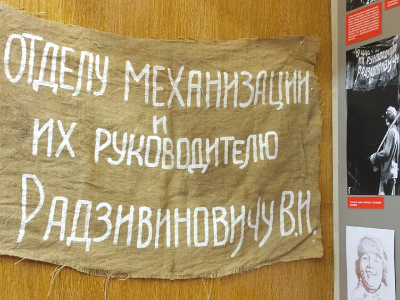 ОТДЕЛУ МЕХАНИЗАЦИИ
И
ИХ РУКОВОДИТЕЛЮ
РАДЗИВИНОВИЧУ В.И.